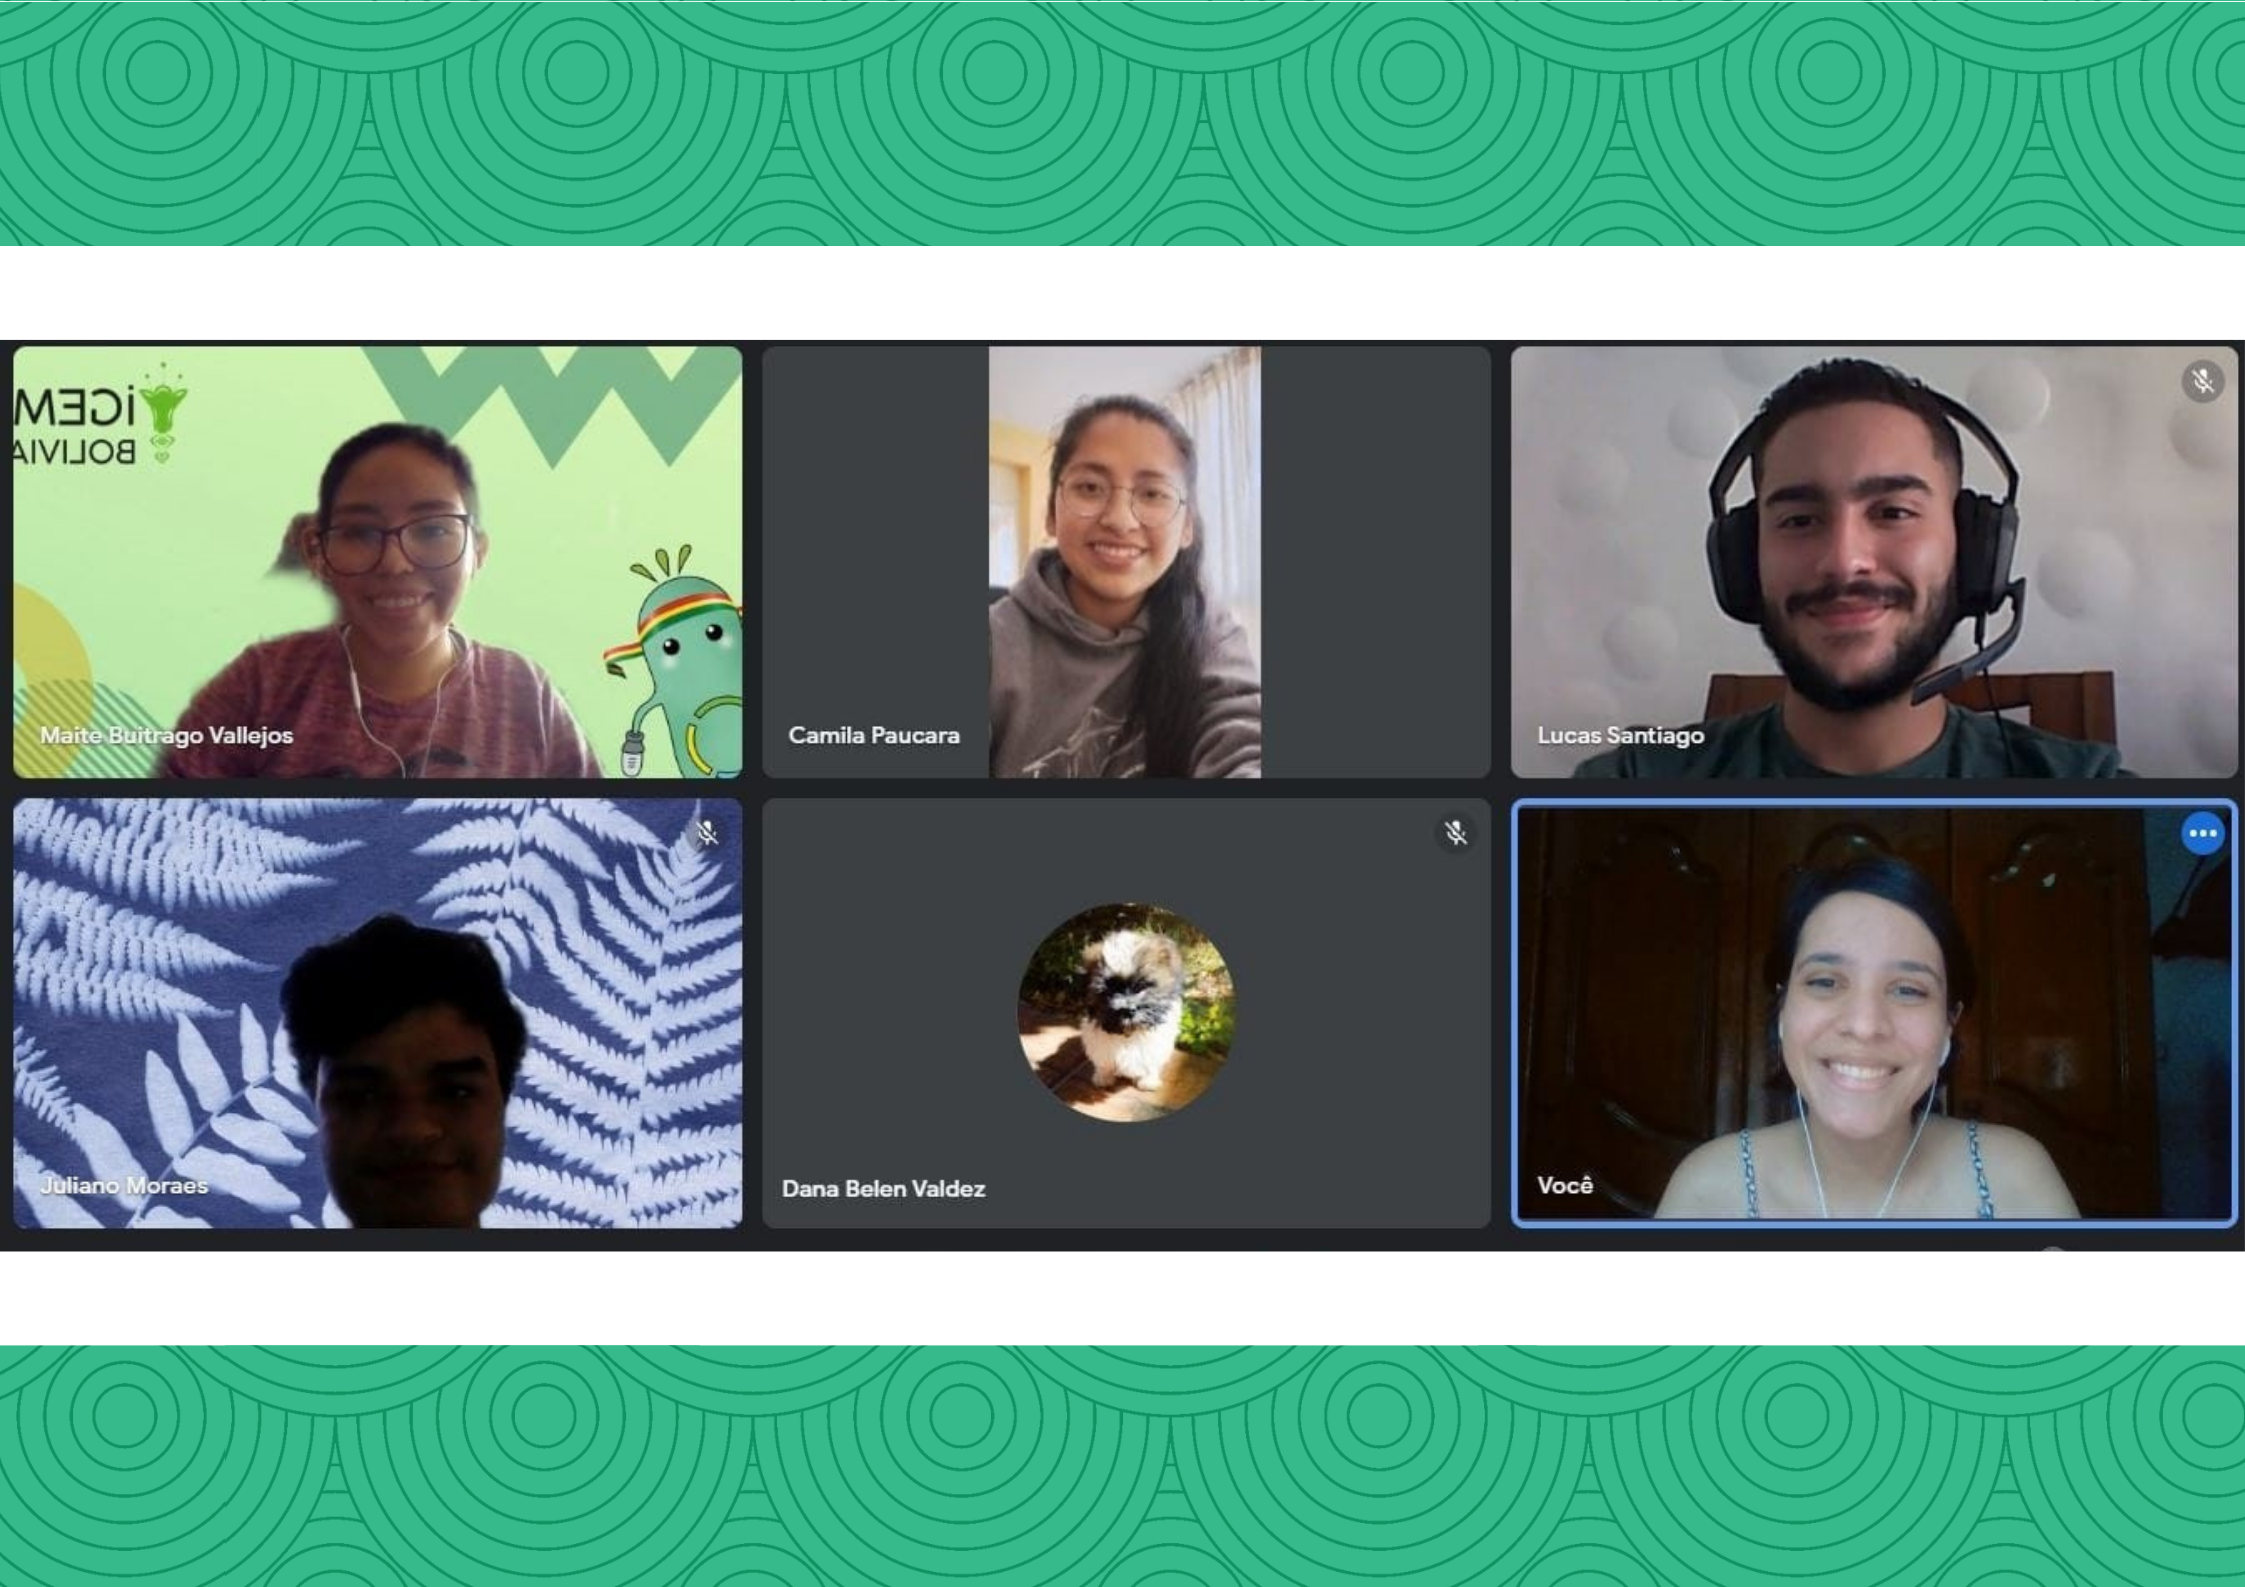 iGEM
BOLIVIA
Maite Buitrago Vallejos
Camila Paucara
Lucas Santiago
Juliano Moraes
Dana Belen Valdez
Você